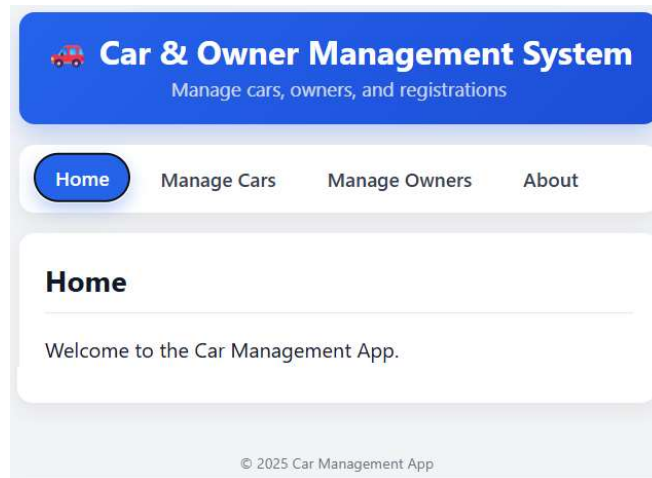 Car & Owner Management System
Manage cars, owners, and registrations
Home Manage Cars Manage Owners About
Home
Welcome to the Car Management App.
© 2025 Car Management App